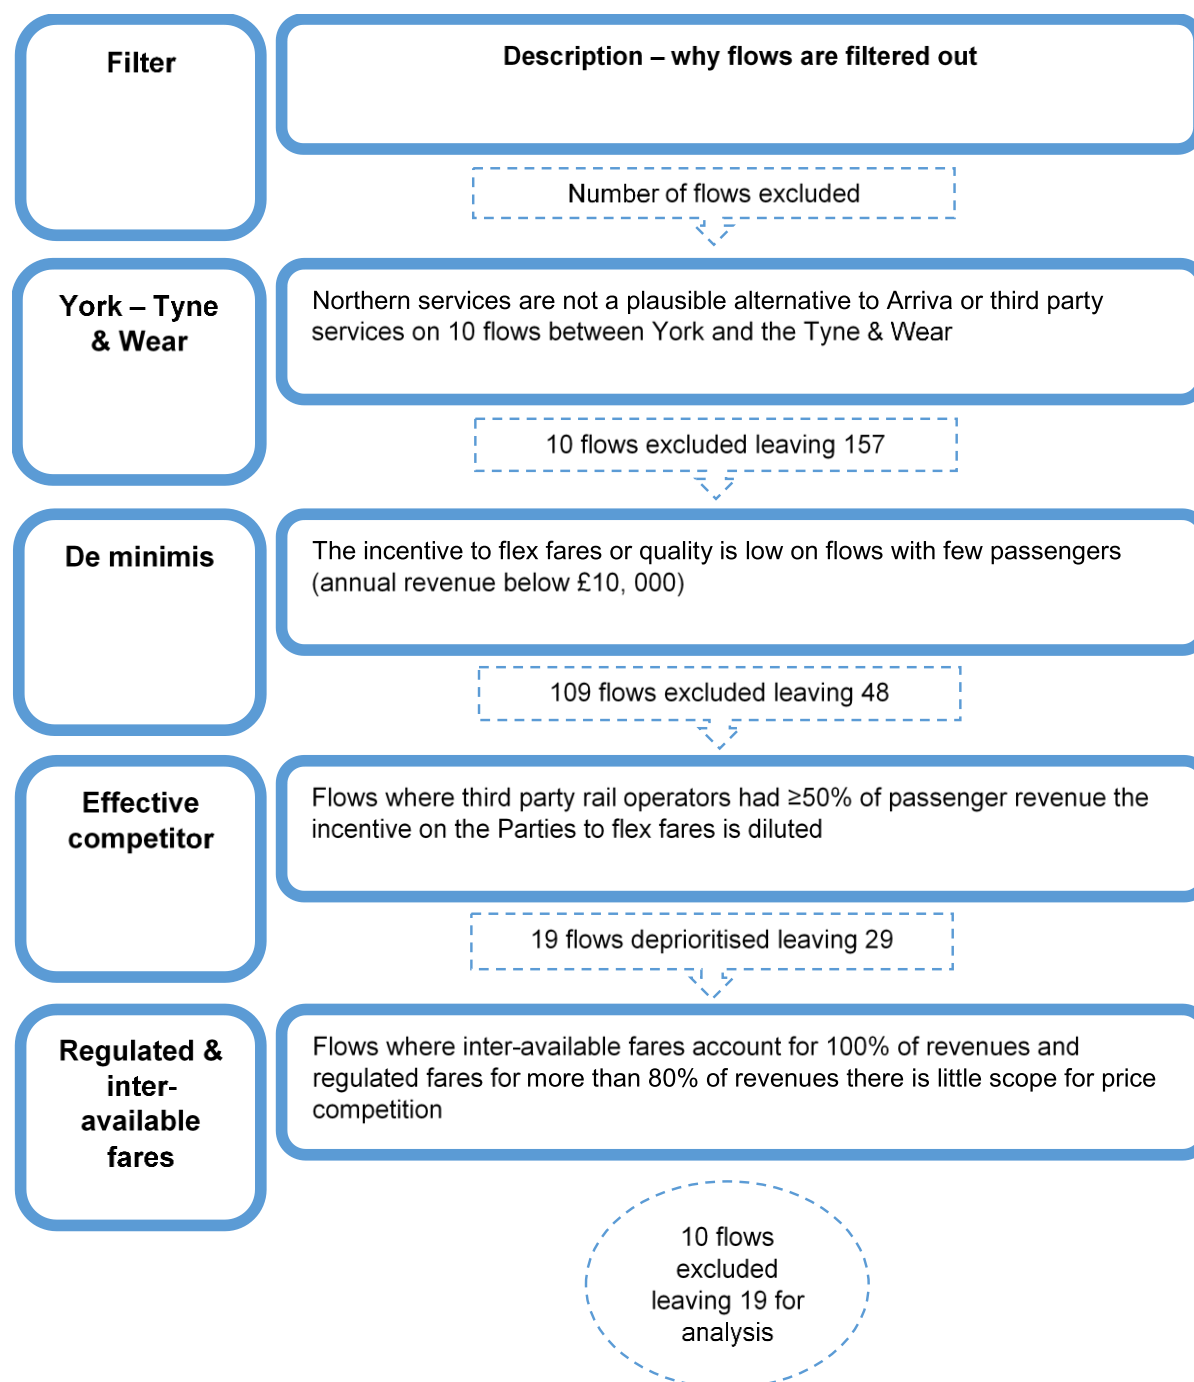 Filter
Description – why flows are filtered out
Number of flows excluded
York – Tyne
& Wear
Northern services are not a plausible alternative to Arriva or third party
services on 10 flows between York and the Tyne & Wear
10 flows excluded leaving 157
De minimis
The incentive to flex fares or quality is low on flows with few passengers
(annual revenue below £10, 000)
109 flows excluded leaving 48
Effective
competitor
Flows where third party rail operators had ≥50% of passenger revenue the
incentive on the Parties to flex fares is diluted
19 flows deprioritised leaving 29
Regulated &
inter-
available
fares
Flows where inter-available fares account for 100% of revenues and
regulated fares for more than 80% of revenues there is little scope for price
competition
10 flows
excluded
leaving 19 for
analysis